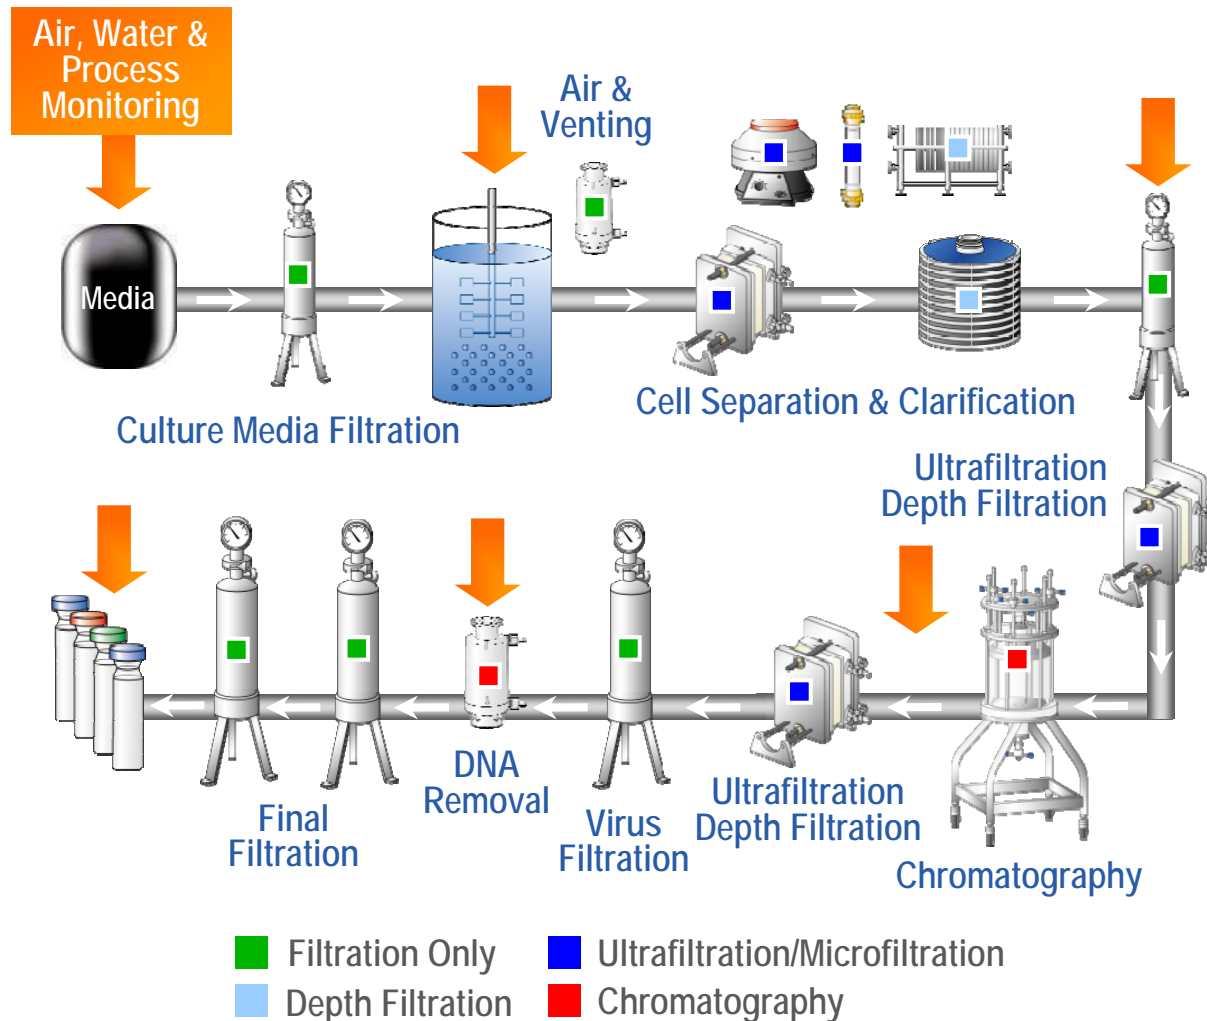 Air, Water &
Process
Monitoring
Air &
Venting
Media
Culture Media Filtration
Cell Separation & Clarification
Ultrafiltration
Depth Filtration
Final
Filtration
DNA
Removal
Virus
Filtration
Ultrafiltration
Depth Filtration
Chromatography
Filtration Only
Ultrafiltration/Microfiltration
Depth Filtration
Chromatography